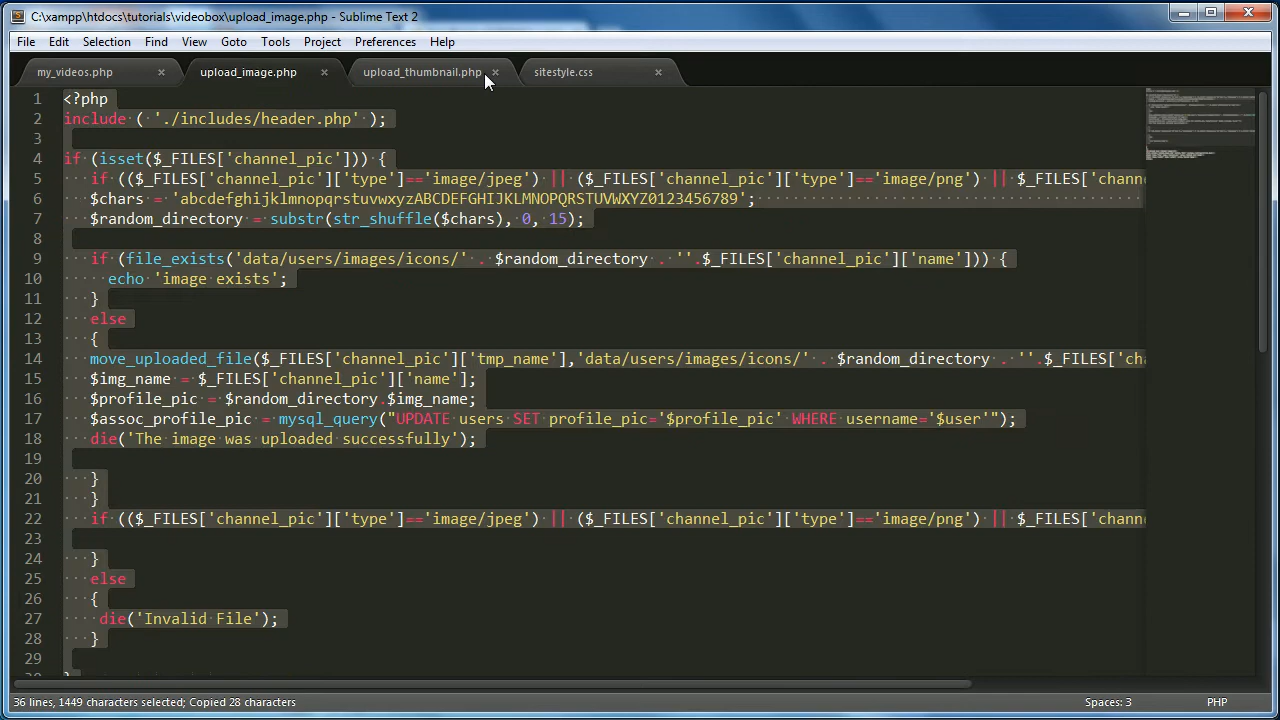 C:\xampp\htdocs\tutorials\videobox\upload_image.php - Sublime Text 2
File Edit Selection Find View Goto Tools Project Preferences Help
my_videos.php × upload_image.php × upload_thumbnail.php × sitestyle.css ×
1 <?php
2 include ( './includes/header.php' );
3
4 if (isset($_FILES['channel_pic'])) {
5 if (($_FILES['channel_pic']['type']=='image/jpeg') || ($_FILES['channel_pic']['type']=='image/png') || $_FILES['chann
6 $chars = 'abcdefghijklmnopqrstuvwxyzABCDEFGHIJKLMNOPQRSTUVWXYZ0123456789';
7 $random_directory = substr(str_shuffle($chars), 0, 15);
8
9 if (file_exists('data/users/images/icons/' . $random_directory . ''.$_FILES['channel_pic']['name'])) {
10 echo 'image exists';
11 }
12 else
13 {
14 move_uploaded_file($_FILES['channel_pic']['tmp_name'],'data/users/images/icons/' . $random_directory . ''.$_FILES['cha
15 $img_name = $_FILES['channel_pic']['name'];
16 $profile_pic = $random_directory.$img_name;
17 $assoc_profile_pic = mysql_query("UPDATE users SET profile_pic='$profile_pic' WHERE username='$user'");
18 die('The image was uploaded successfully');
19
20 }
21 }
22 if (($_FILES['channel_pic']['type']=='image/jpeg') || ($_FILES['channel_pic']['type']=='image/png') || $_FILES['chann
23
24 }
25 else
26 {
27 die('Invalid File');
28 }
29
36 lines, 1449 characters selected; Copied 28 characters Spaces: 3 PHP